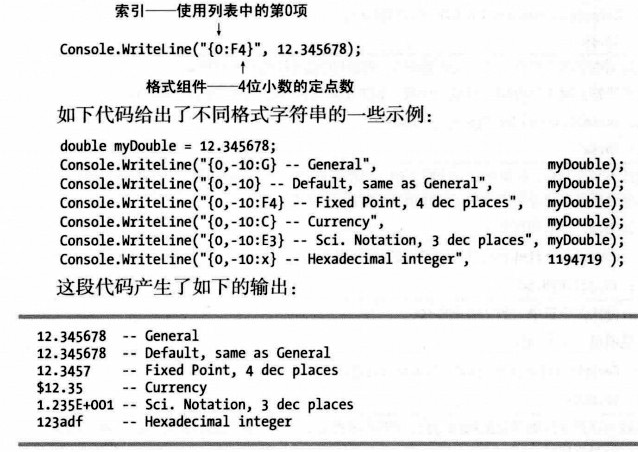 索引——使用列表中的第0项
Console.WriteLine("{0:F4}", 12.345678);
格式组件——4位小数的定点数
如下代码给出了不同格式字符串的一些示例：
double myDouble = 12.345678;
Console.WriteLine("{0,-10:G} -- General", myDouble);
Console.WriteLine("{0,-10} -- Default, same as General", myDouble);
Console.WriteLine("{0,-10:F4} -- Fixed Point, 4 dec places", myDouble);
Console.WriteLine("{0,-10:C} -- Currency", myDouble);
Console.WriteLine("{0,-10:E3} -- Sci. Notation, 3 dec places", myDouble);
Console.WriteLine("{0,-10:x} -- Hexadecimal integer", 1194719 );
这段代码产生了如下的输出：
12.345678 -- General
12.345678 -- Default, same as General
12.3457 -- Fixed Point, 4 dec places
$12.35 -- Currency
1.235E+001 -- Sci. Notation, 3 dec places
123adf -- Hexadecimal integer